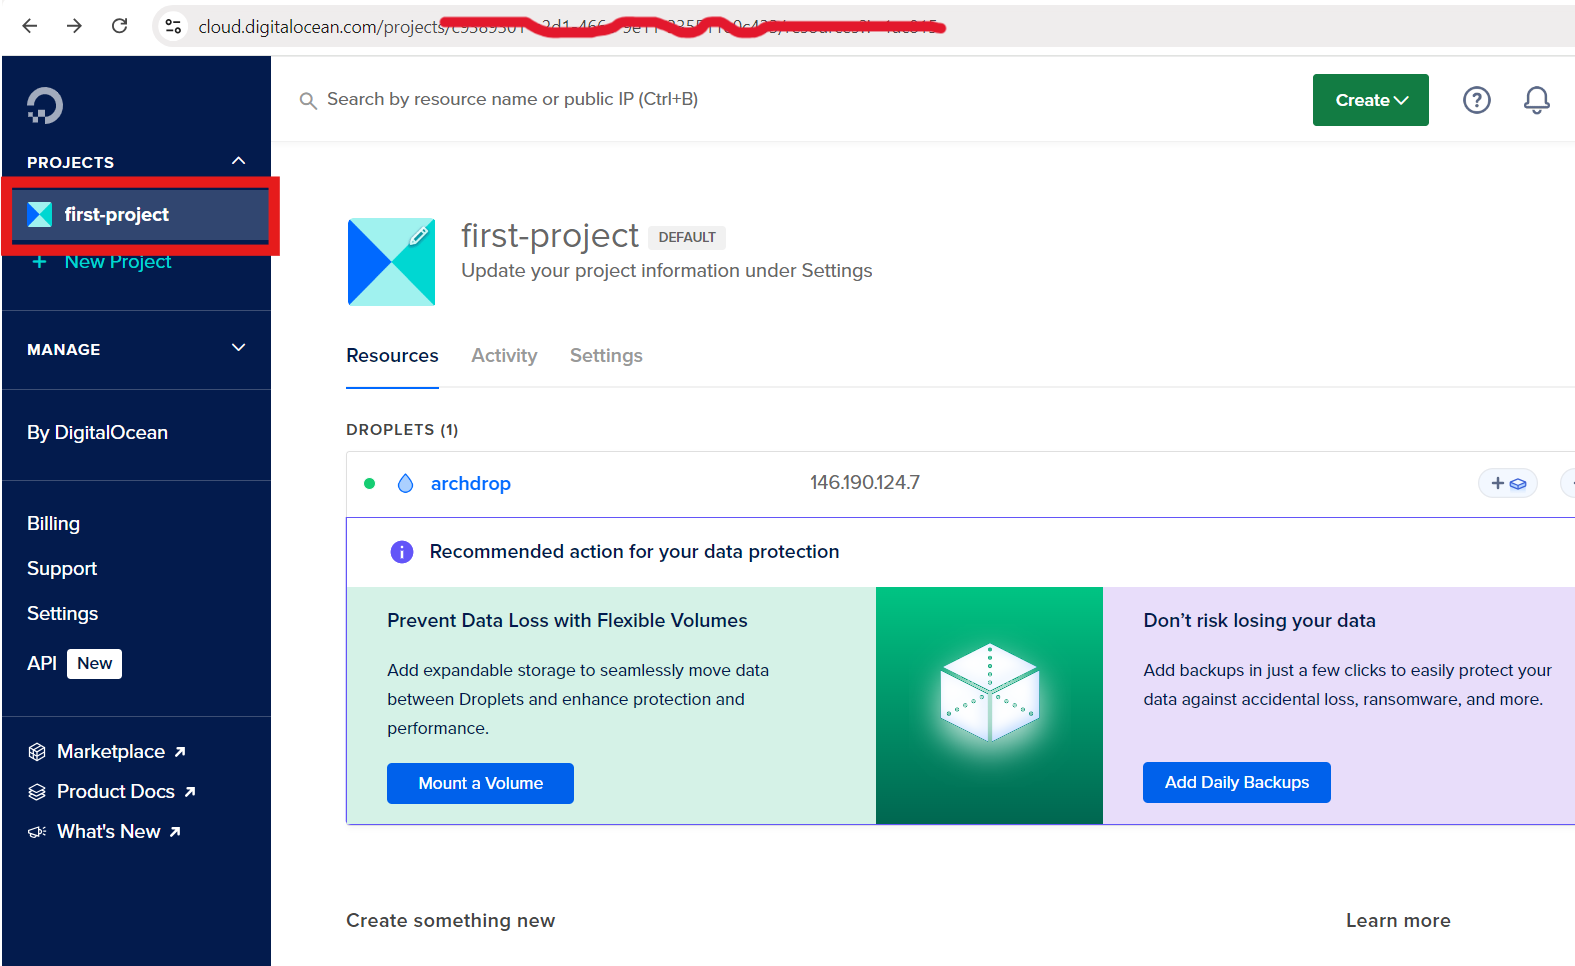 cloud.digitalocean.com/projects/
Search by resource name or public IP (Ctrl+B)
Create
PROJECTS
first-project
+ New Project
MANAGE
By DigitalOcean
Billing
Support
Settings
API New
Marketplace
Product Docs
What's New
first-project DEFAULT
Update your project information under Settings
Resources Activity Settings
DROPLETS (1)
archdrop 146.190.124.7
Recommended action for your data protection
Prevent Data Loss with Flexible Volumes
Add expandable storage to seamlessly move data
between Droplets and enhance protection and
performance.
Mount a Volume
Don’t risk losing your data
Add backups in just a few clicks to easily protect your
data against accidental loss, ransomware, and more.
Add Daily Backups
Create something new
Learn more